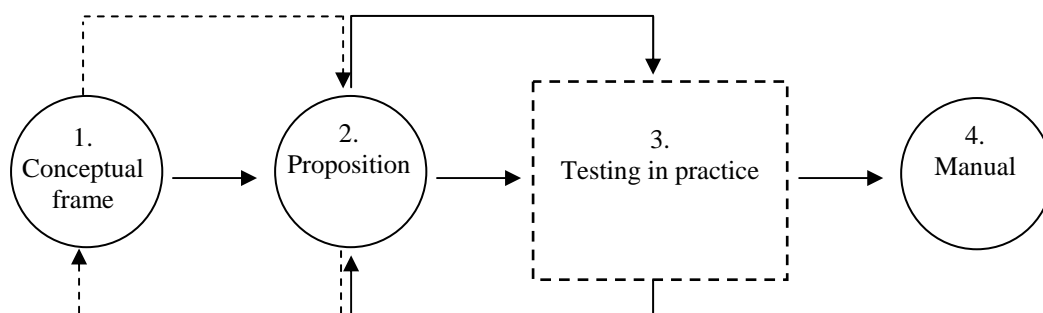 1.
Conceptual
frame
2.
Proposition
3.
Testing in practice
4.
Manual